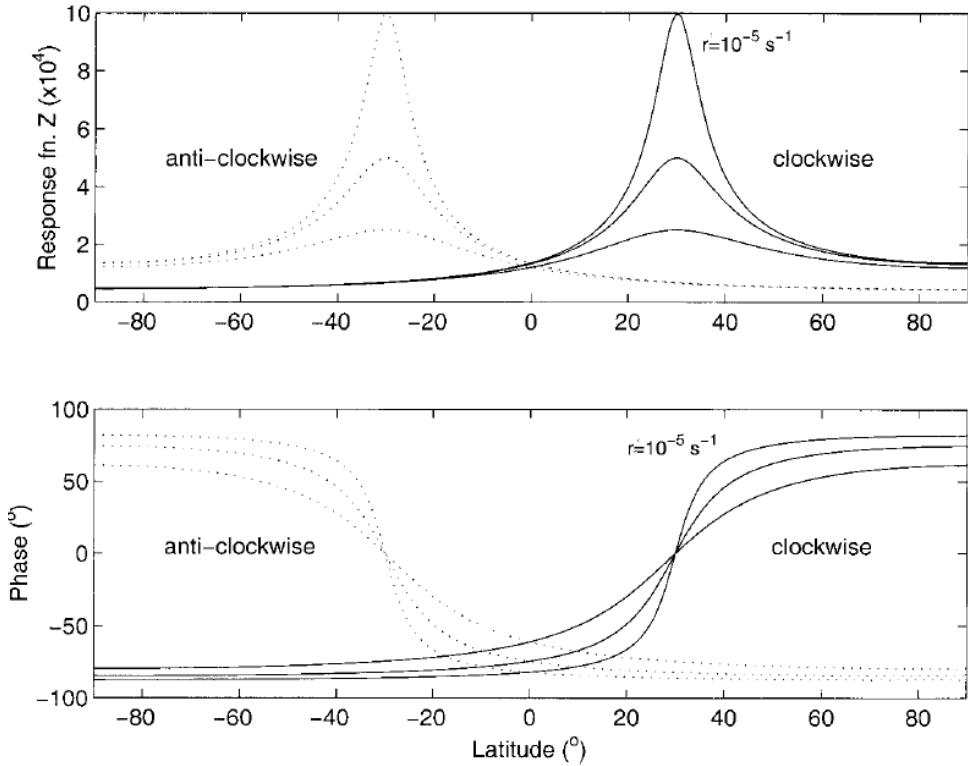 Response fn. Z (x10⁴)
10
8
6
4
2
0
r=10⁻⁵ s⁻¹
anti-clockwise
clockwise
−80 −60 −40 −20 0 20 40 60 80
Phase (°)
100
50
0
−50
−100
r=10⁻⁵ s⁻¹
anti-clockwise
clockwise
−80 −60 −40 −20 0 20 40 60 80
Latitude (°)